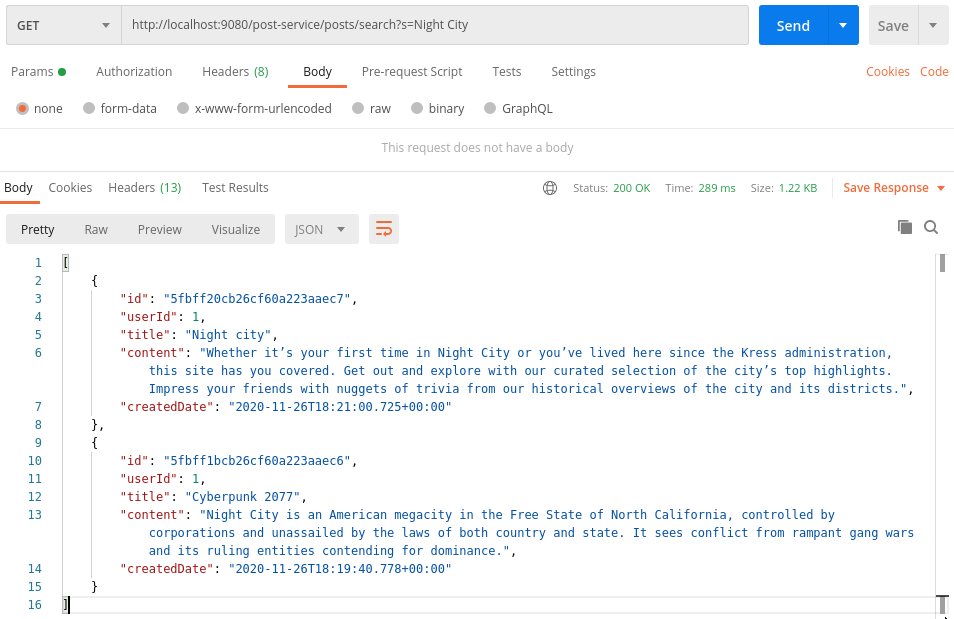 GET http://localhost:9080/post-service/posts/search?s=Night City Send Save
Params Authorization Headers (8) Body Pre-request Script Tests Settings Cookies Code
none form-data x-www-form-urlencoded raw binary GraphQL
This request does not have a body
Body Cookies Headers (13) Test Results Status: 200 OK Time: 289 ms Size: 1.22 KB Save Response
Pretty Raw Preview Visualize JSON
1 [
2 {
3 "id": "5fbff20cb26cf60a223aaec7",
4 "userId": 1,
5 "title": "Night city",
6 "content": "Whether it’s your first time in Night City or you’ve lived here since the Kress administration,
this site has you covered. Get out and explore with our curated selection of the city’s top highlights.
Impress your friends with nuggets of trivia from our historical overviews of the city and its districts.",
7 "createdDate": "2020-11-26T18:21:00.725+00:00"
8 },
9 {
10 "id": "5fbff1bcb26cf60a223aaec6",
11 "userId": 1,
12 "title": "Cyberpunk 2077",
13 "content": "Night City is an American megacity in the Free State of North California, controlled by
corporations and unassailed by the laws of both country and state. It sees conflict from rampant gang wars
and its ruling entities contending for dominance.",
14 "createdDate": "2020-11-26T18:19:40.778+00:00"
15 }
16 ]